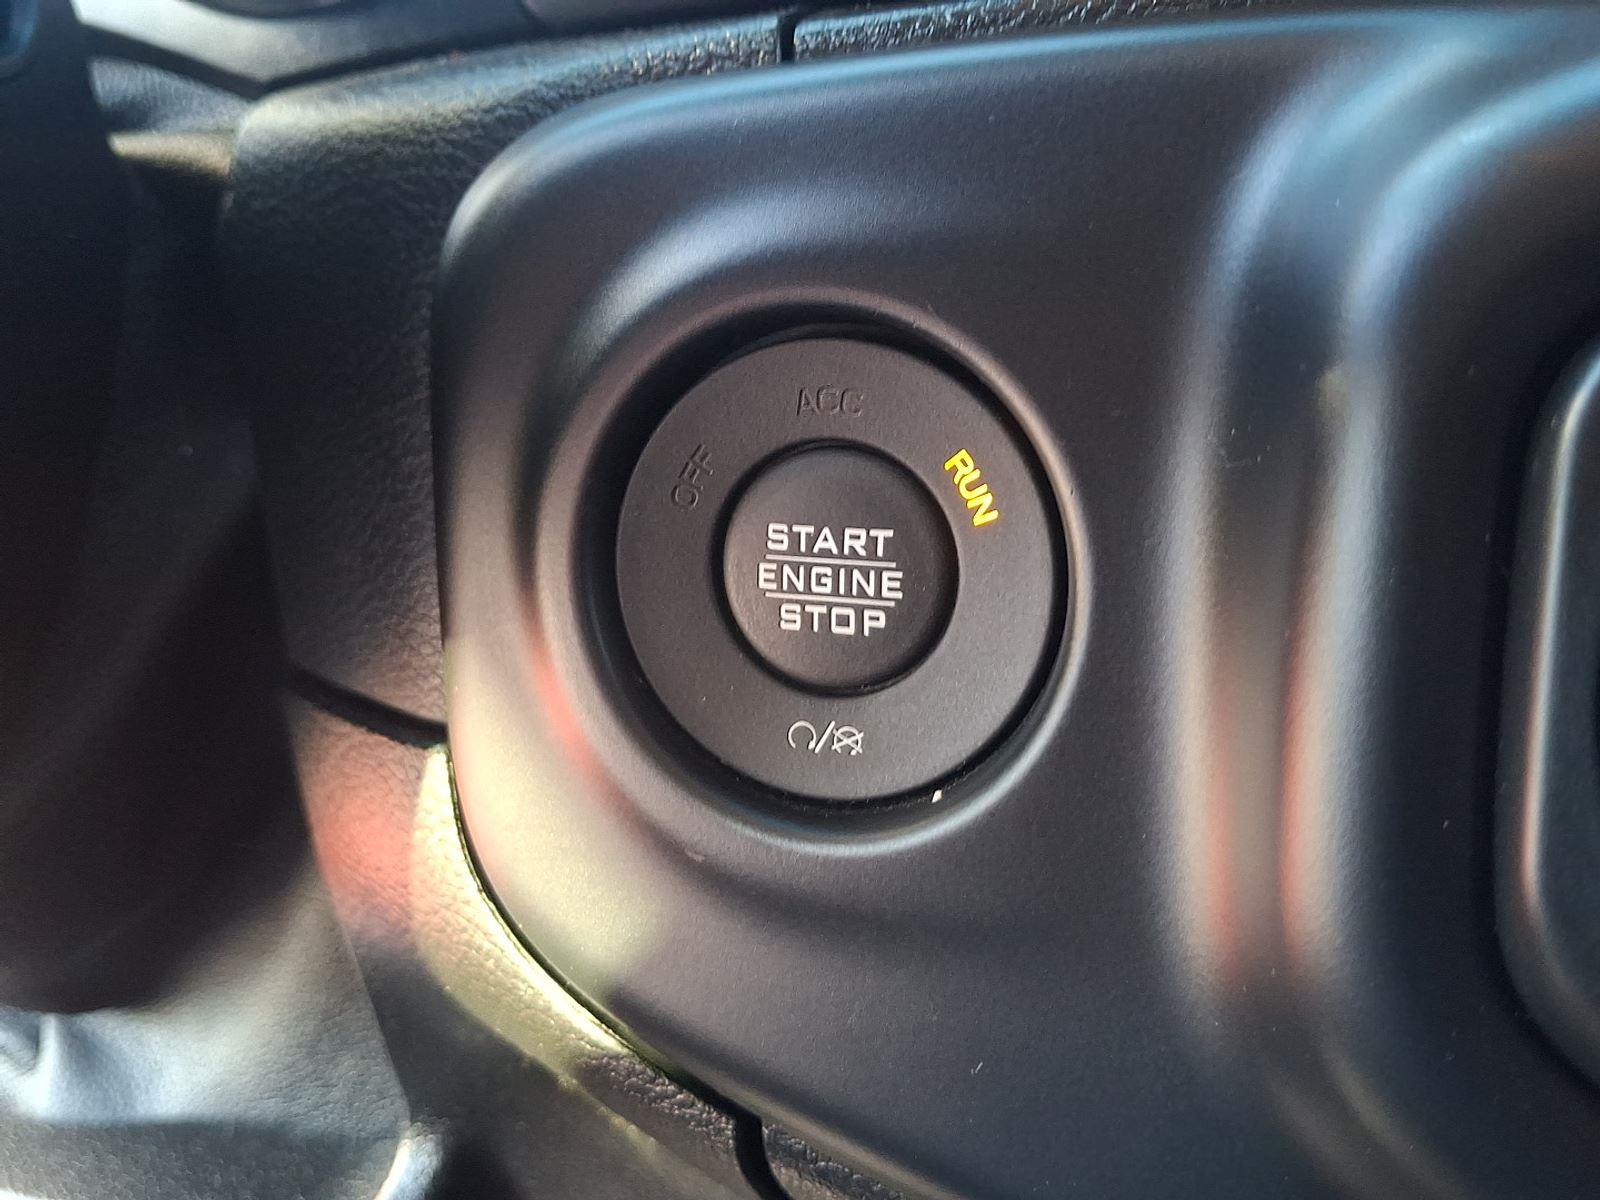 ACC
OFF
RUN
START
ENGINE
STOP